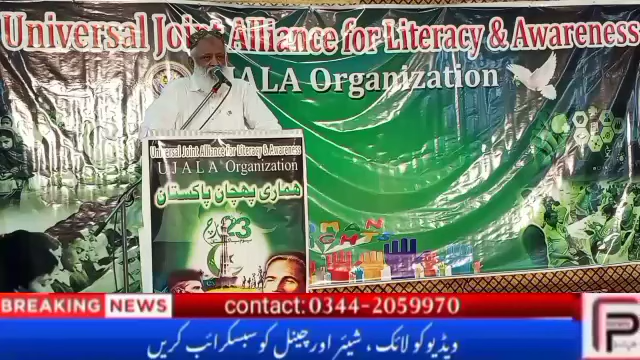 Universal Joint Alliance for Literacy & Awareness
UJALA Organization
Universal Joint Alliance for Literacy & Awareness
UJALA Organization
ہماری پہچان پاکستان
23
BREAKING NEWS
contact:0344-2059970
ویڈیو کو لائک ، شیئر اور چینل کو سبسکرائب کریں